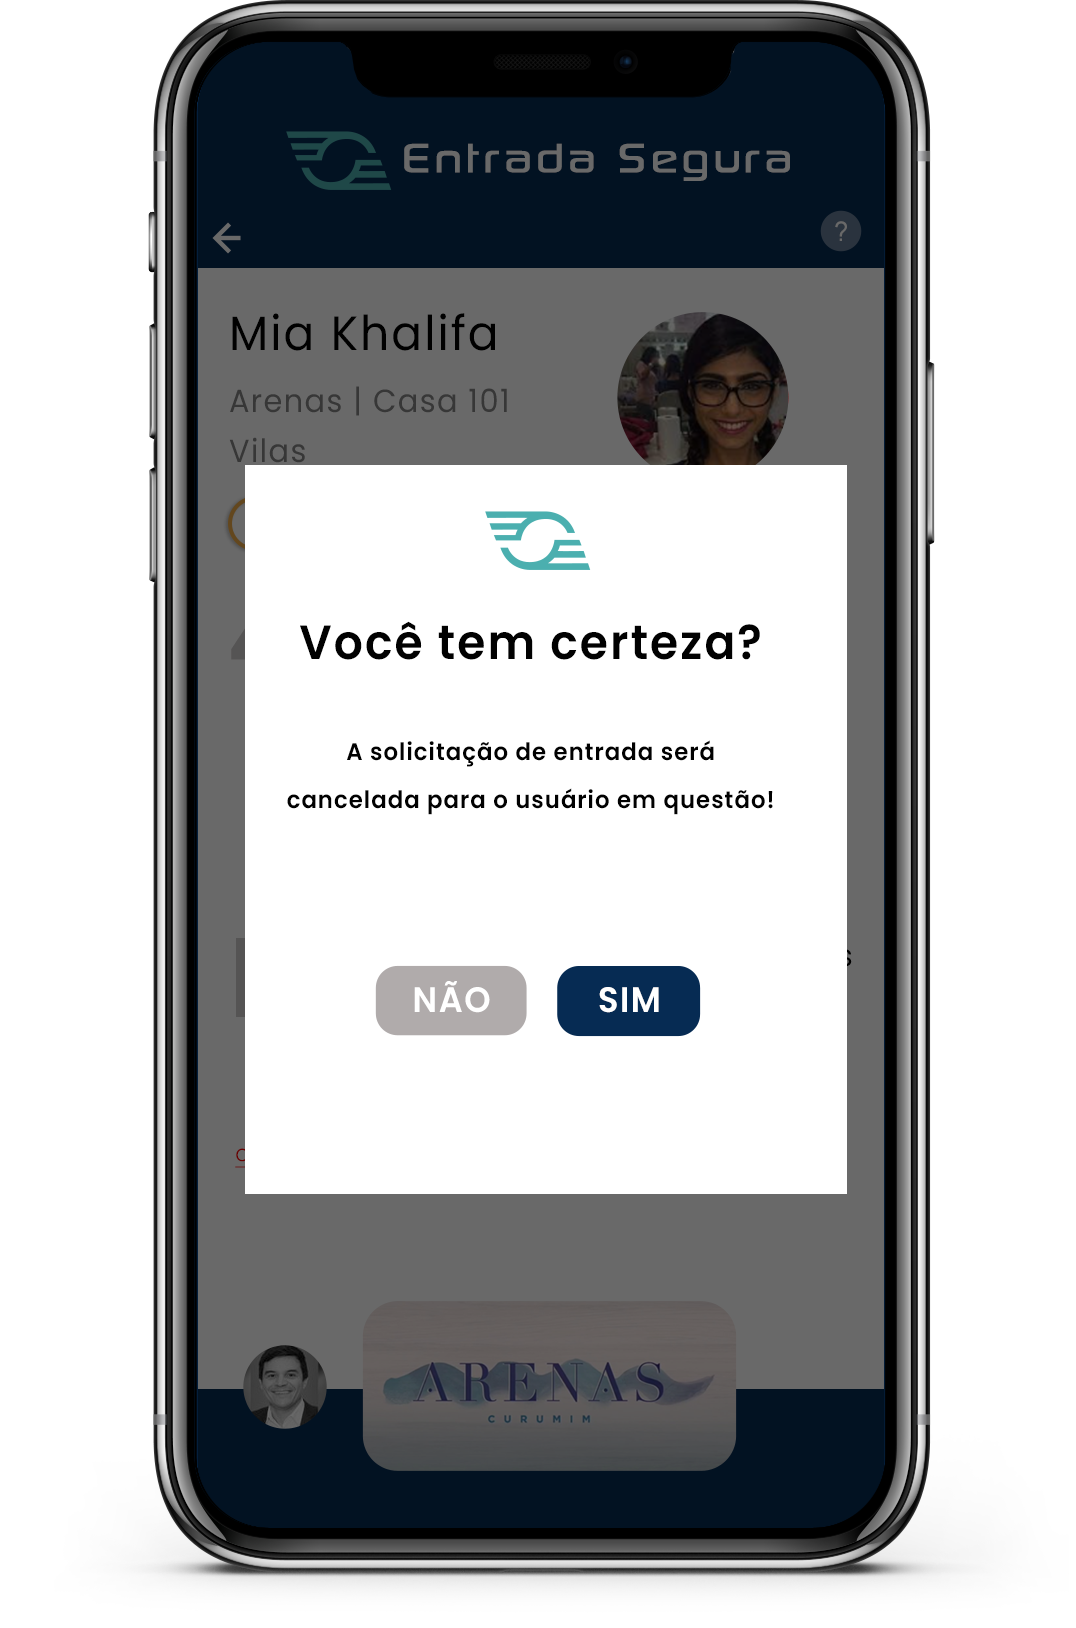 Entrada Segura
?
Mia Khalifa
Arenas | Casa 101
Vilas
Você tem certeza?
A solicitação de entrada será
cancelada para o usuário em questão!
NÃO
SIM
ARENAS
CURUMIM